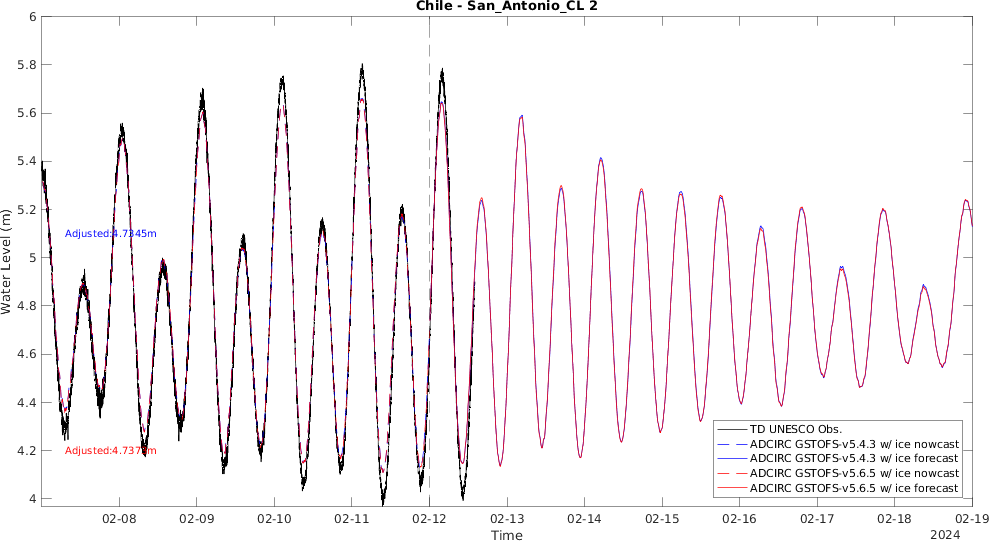 Chile - San_Antonio_CL 2
6
5.8
5.6
5.4
5.2
5
4.8
4.6
4.4
4.2
4
Water Level (m)
Adjusted:4.7345m
Adjusted:4.737
TD UNESCO Obs.
ADCIRC GSTOFS-v5.4.3 w/ ice nowcast
ADCIRC GSTOFS-v5.4.3 w/ ice forecast
ADCIRC GSTOFS-v5.6.5 w/ ice nowcast
ADCIRC GSTOFS-v5.6.5 w/ ice forecast
02-08 02-09 02-10 02-11 02-12 02-13 02-14 02-15 02-16 02-17 02-18 02-19
Time
2024